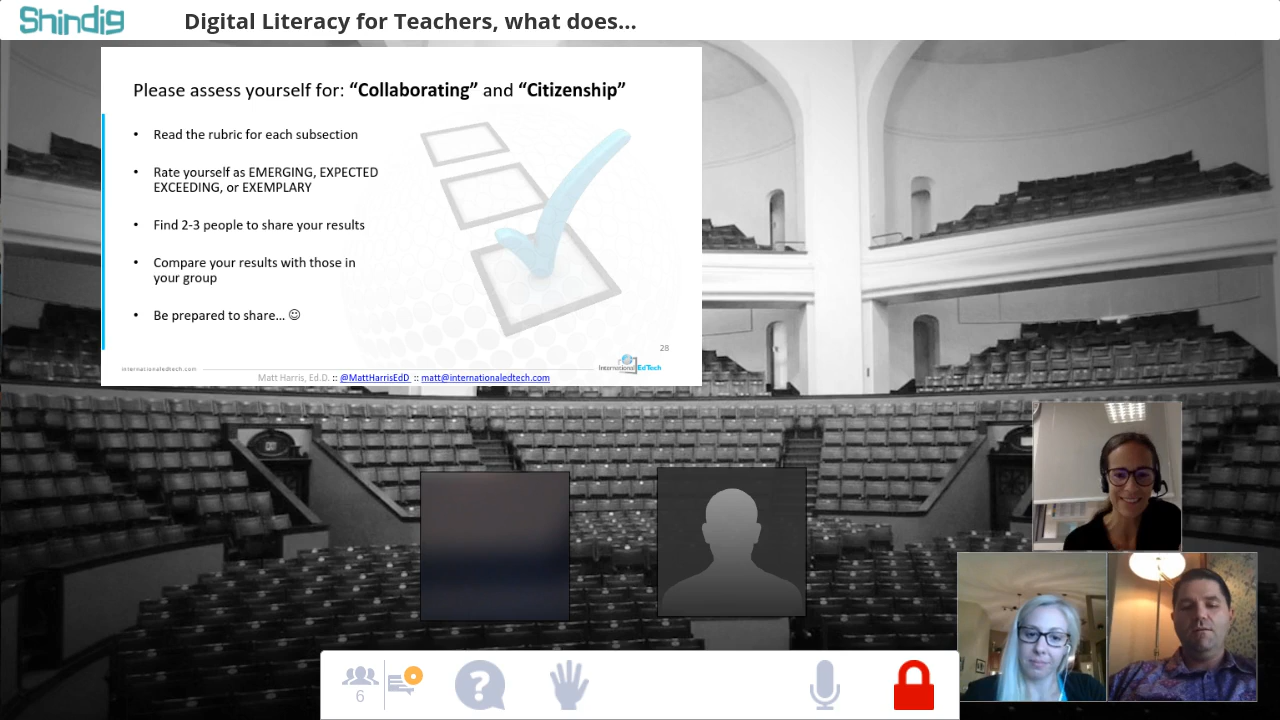 Shindig
Digital Literacy for Teachers, what does...
Please assess yourself for: “Collaborating” and “Citizenship”
• Read the rubric for each subsection
• Rate yourself as EMERGING, EXPECTED
EXCEEDING, or EXEMPLARY
• Find 2-3 people to share your results
• Compare your results with those in
your group
• Be prepared to share... ☺
28
internationaledtech.com
International EdTech
Matt Harris, Ed.D. :: @MattHarrisEdD :: matt@internationaledtech.com
?
6